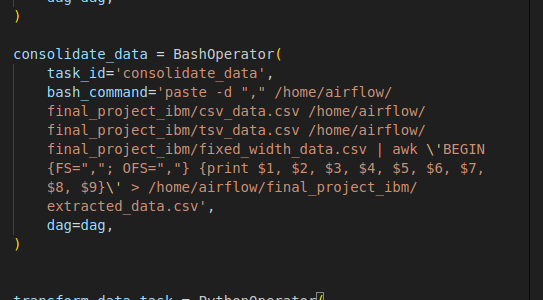 dag=dag,
)
consolidate_data = BashOperator(
task_id='consolidate_data',
bash_command='paste -d "," /home/airflow/
final_project_ibm/csv_data.csv /home/airflow/
final_project_ibm/tsv_data.csv /home/airflow/
final_project_ibm/fixed_width_data.csv | awk \'BEGIN
{FS=","; OFS=","} {print $1, $2, $3, $4, $5, $6, $7,
$8, $9}\' > /home/airflow/final_project_ibm/
extracted_data.csv',
dag=dag,
)
transform_data_task = PythonOperator(